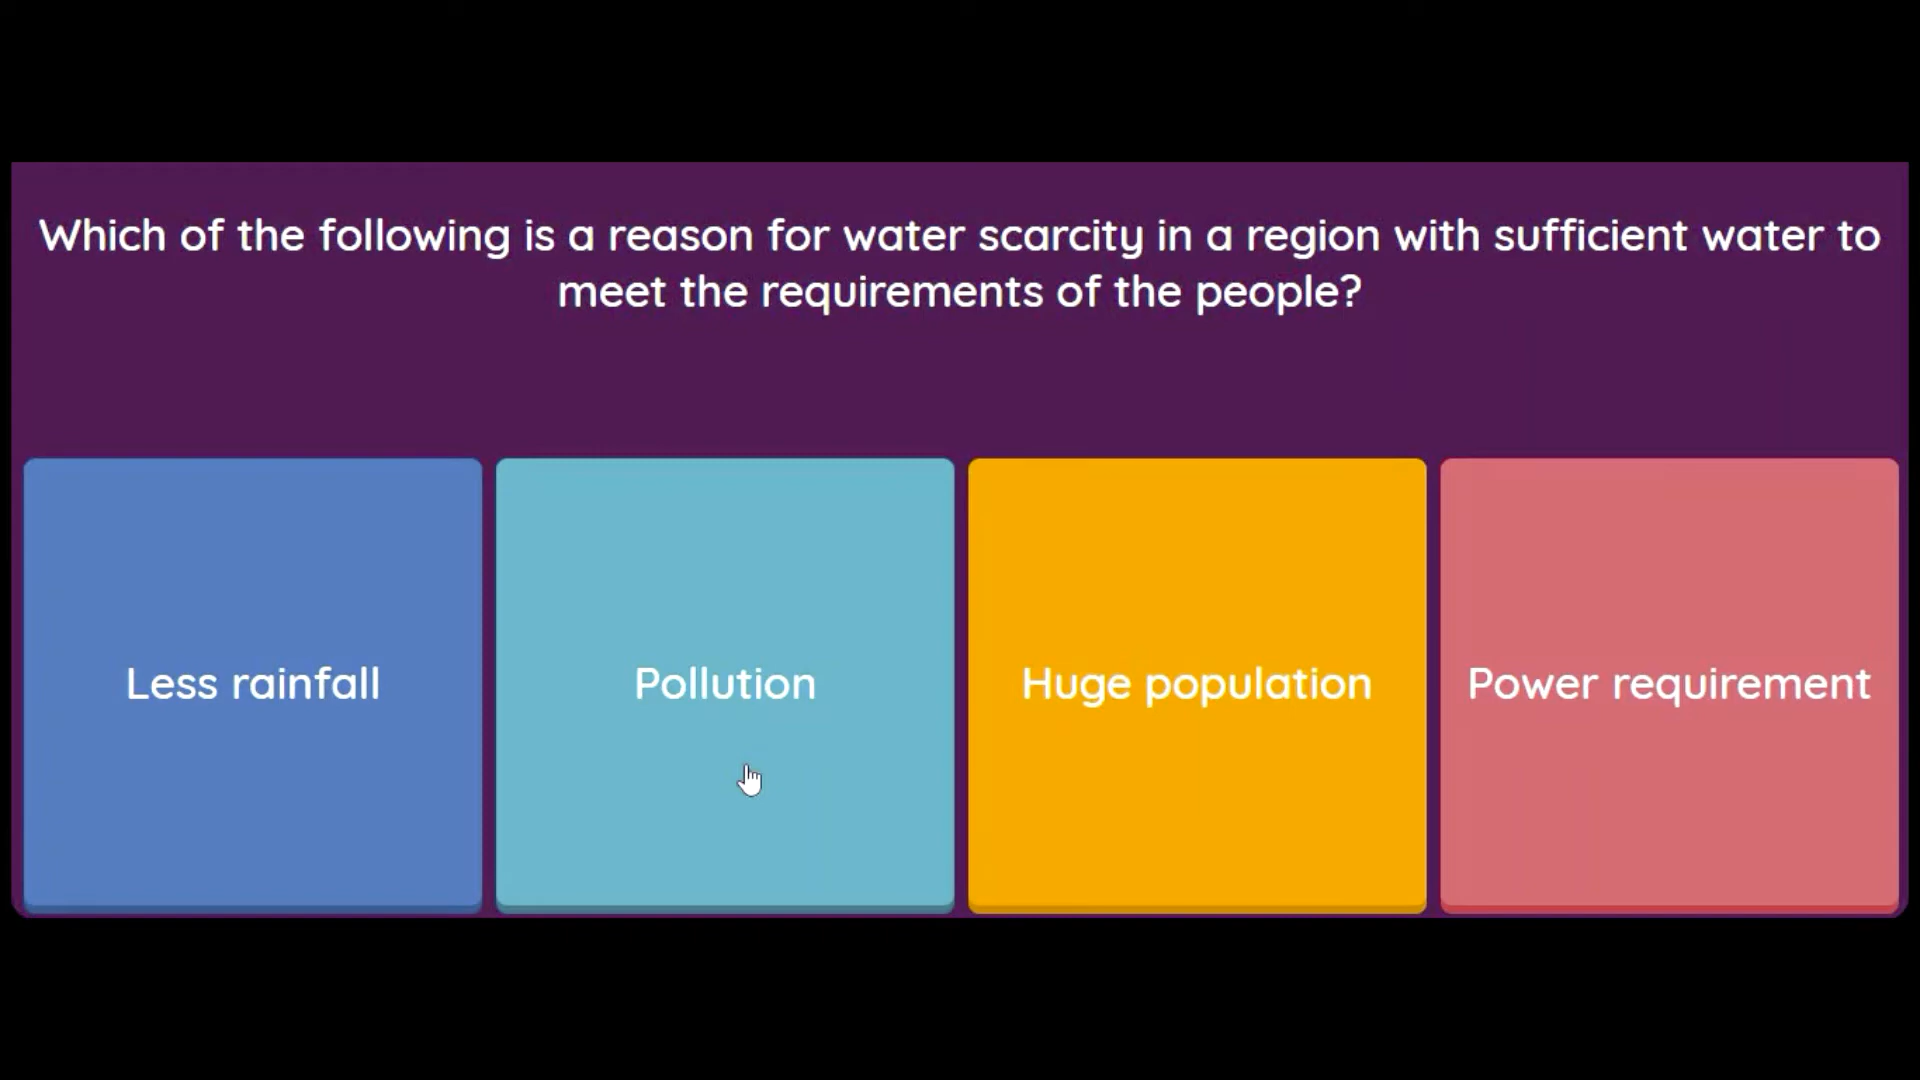 Which of the following is a reason for water scarcity in a region with sufficient water to
meet the requirements of the people?
Less rainfall
Pollution
Huge population
Power requirement